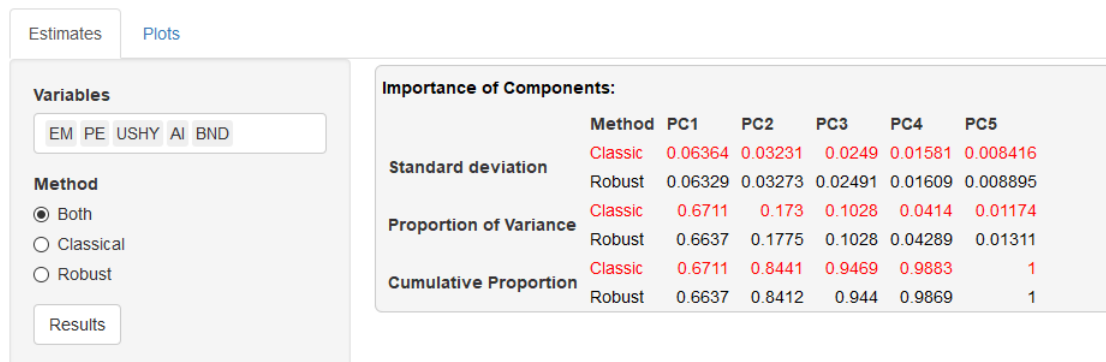 Estimates Plots
Variables
EM PE USHY AI BND
Method
Both
Classical
Robust
Results
Importance of Components:
Method PC1 PC2 PC3 PC4 PC5
Standard deviation
Classic 0.06364 0.03231 0.0249 0.01581 0.008416
Robust 0.06329 0.03273 0.02491 0.01609 0.008895
Proportion of Variance
Classic 0.6711 0.173 0.1028 0.0414 0.01174
Robust 0.6637 0.1775 0.1028 0.04289 0.01311
Cumulative Proportion
Classic 0.6711 0.8441 0.9469 0.9883 1
Robust 0.6637 0.8412 0.944 0.9869 1